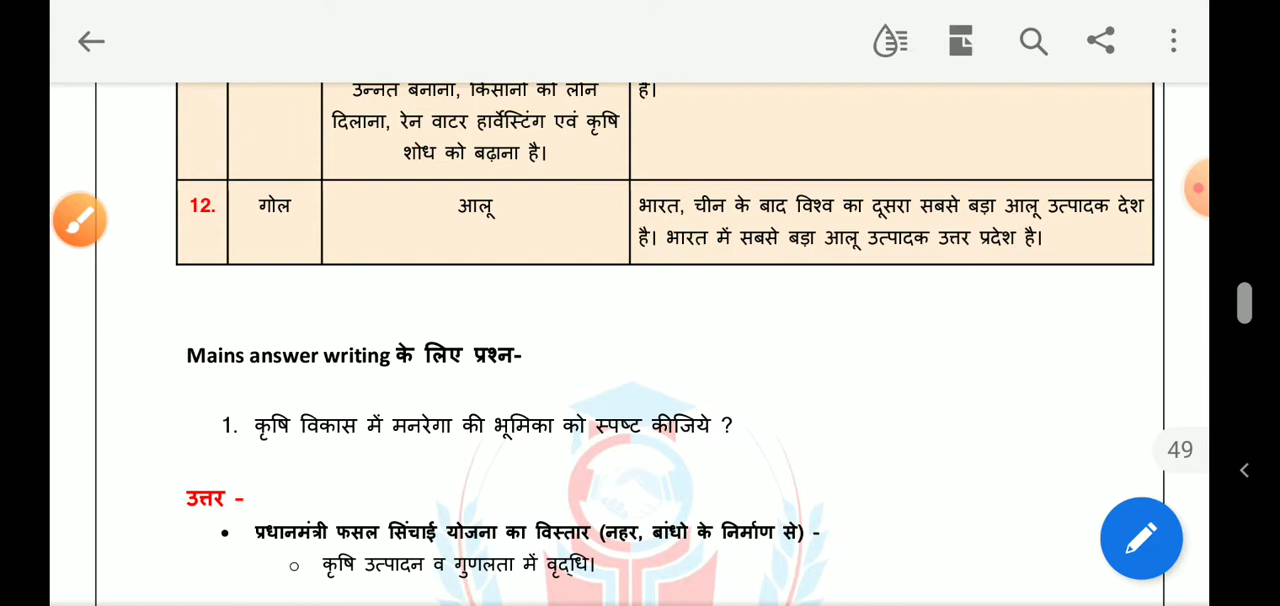 उन्नत बनाना, किसानों को लोन
है।
दिलाना, रेन वाटर हार्वेस्टिंग एवं कृषि
शोध को बढ़ाना है।
12. गोल आलू भारत, चीन के बाद विश्व का दूसरा सबसे बड़ा आलू उत्पादक देश
है। भारत में सबसे बड़ा आलू उत्पादक उत्तर प्रदेश है।
Mains answer writing के लिए प्रश्न-
1. कृषि विकास में मनरेगा की भूमिका को स्पष्ट कीजिये ?
49
उत्तर -
• प्रधानमंत्री फसल सिंचाई योजना का विस्तार (नहर, बांधो के निर्माण से) -
○ कृषि उत्पादन व गुणलता में वृद्धि।